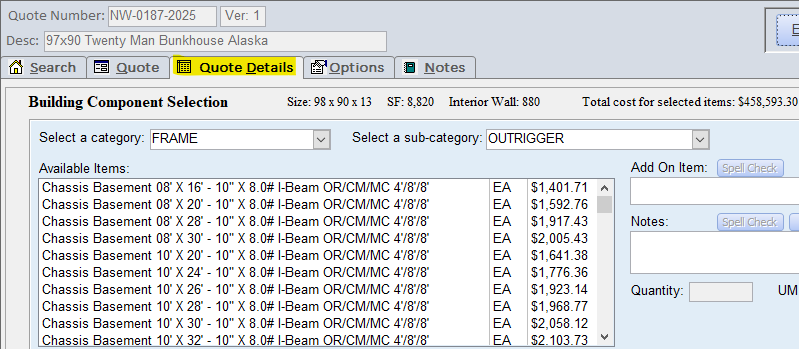 Quote Number: NW-0187-2025 Ver: 1
Desc: 97x90 Twenty Man Bunkhouse Alaska
Search Quote Quote Details Options Notes
Building Component Selection Size: 98 x 90 x 13 SF: 8,820 Interior Wall: 880 Total cost for selected items: $458,593.30
Select a category: FRAME Select a sub-category: OUTRIGGER
Available Items: Add On Item: Spell Check
Chassis Basement 08' X 16' - 10" X 8.0# I-Beam OR/CM/MC 4'/8'/8' EA $1,401.71
Chassis Basement 08' X 20' - 10" X 8.0# I-Beam OR/CM/MC 4'/8'/8' EA $1,592.76
Chassis Basement 08' X 28' - 10" X 8.0# I-Beam OR/CM/MC 4'/8'/8' EA $1,917.43
Notes: Spell Check
Chassis Basement 08' X 30' - 10" X 8.0# I-Beam OR/CM/MC 4'/8'/8' EA $2,005.43
Chassis Basement 10' X 20' - 10" X 8.0# I-Beam OR/CM/MC 4'/8'/8' EA $1,641.38
Chassis Basement 10' X 24' - 10" X 8.0# I-Beam OR/CM/MC 4'/8'/8' EA $1,776.36
Chassis Basement 10' X 26' - 10" X 8.0# I-Beam OR/CM/MC 4'/8'/8' EA $1,923.14
Quantity: UM
Chassis Basement 10' X 28' - 10" X 8.0# I-Beam OR/CM/MC 4'/8'/8' EA $1,968.77
Chassis Basement 10' X 30' - 10" X 8.0# I-Beam OR/CM/MC 4'/8'/8' EA $2,058.12
Chassis Basement 10' X 32' - 10" X 8.0# I-Beam OR/CM/MC 4'/8'/8' EA $2,103.73